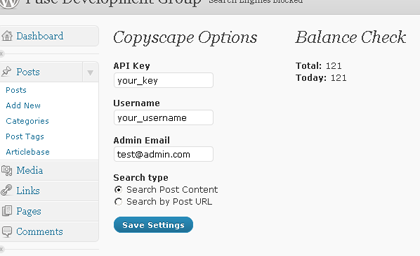 Fuse Development Group Search Engines Blocked
Dashboard
Posts
Posts
Add New
Categories
Post Tags
Articlebase
Media
Links
Pages
Comments
Copyscape Options
API Key
your_key
Username
your_username
Admin Email
test@admin.com
Search type
Search Post Content
Search by Post URL
Save Settings
Balance Check
Total: 121
Today: 121